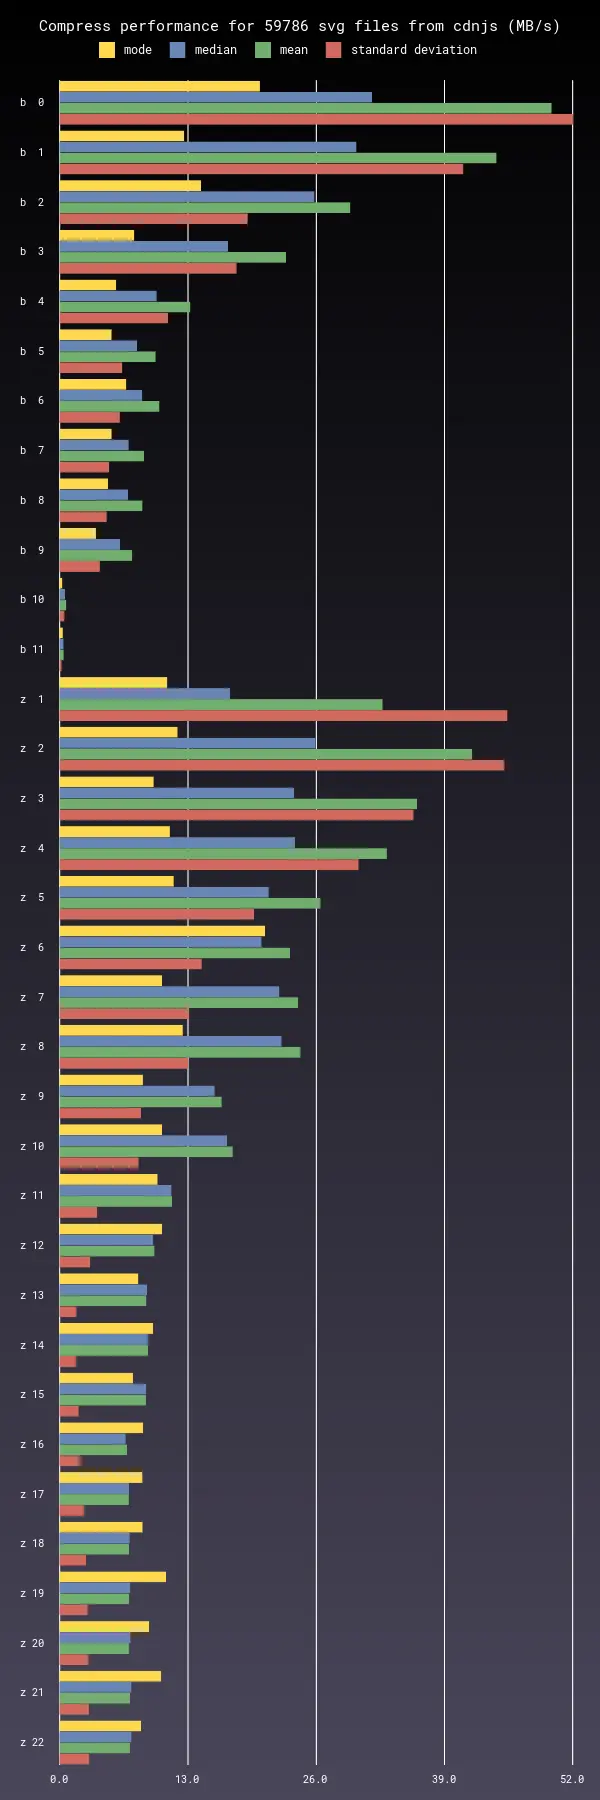 Compress performance for 59786 svg files from cdnjs (MB/s)
mode median mean standard deviation
b 0
b 1
b 2
b 3
b 4
b 5
b 6
b 7
b 8
b 9
b 10
b 11
z 1
z 2
z 3
z 4
z 5
z 6
z 7
z 8
z 9
z 10
z 11
z 12
z 13
z 14
z 15
z 16
z 17
z 18
z 19
z 20
z 21
z 22
0.0 13.0 26.0 39.0 52.0